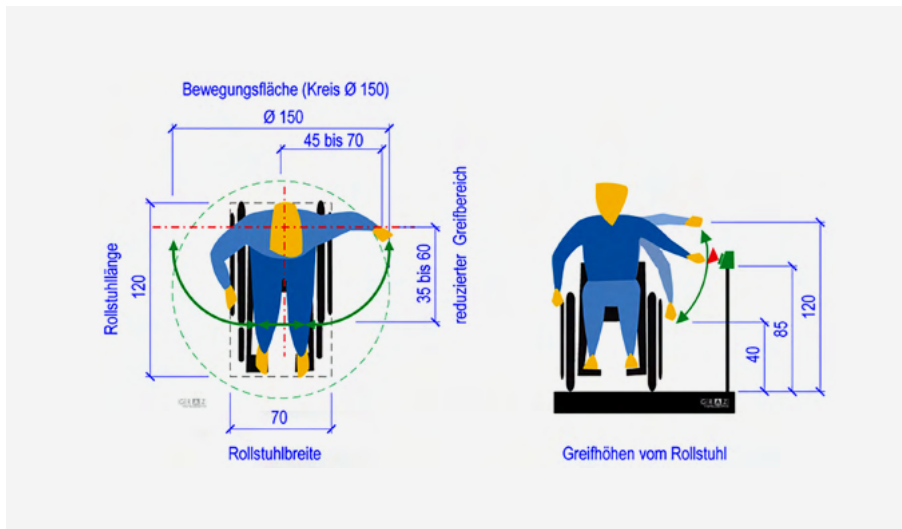 Bewegungsfläche (Kreis Ø 150)
Ø 150
45 bis 70
Rollstuhllänge
120
35 bis 60
reduzierter Greifbereich
70
Rollstuhlbreite
40
85
120
Greifhöhen vom Rollstuhl